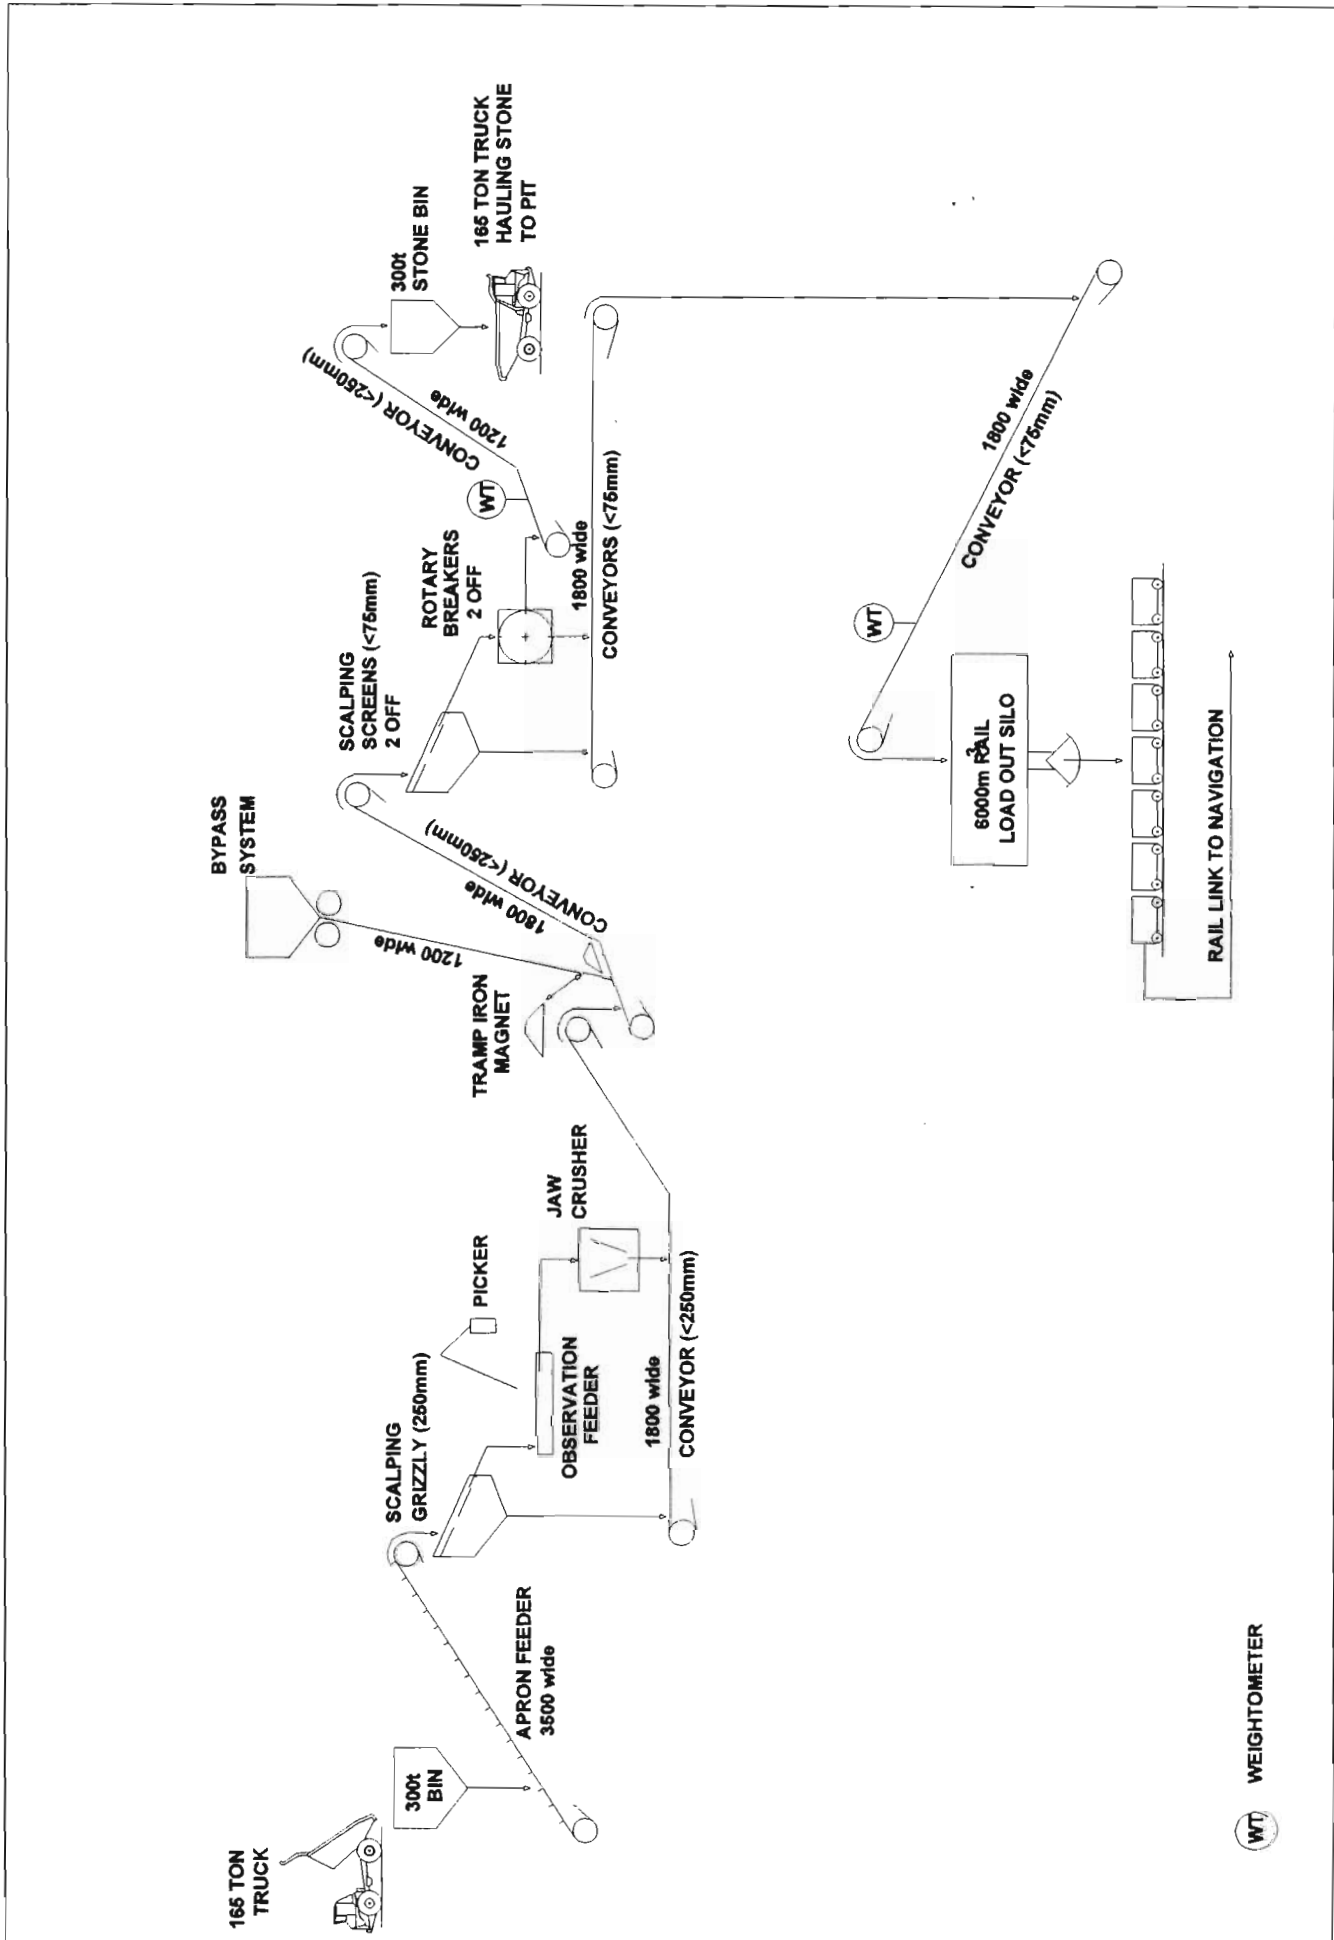 165 TON
TRUCK
300t
BIN
APRON FEEDER
3500 wide
SCALPING
GRIZZLY (250mm)
PICKER
OBSERVATION
FEEDER
JAW
CRUSHER
1800 wide
CONVEYOR (<250mm)
TRAMP IRON
MAGNET
BYPASS
SYSTEM
1200 wide
1800 wide
CONVEYOR (<250mm)
SCALPING
SCREENS (<75mm)
2 OFF
ROTARY
BREAKERS
2 OFF
WT
1200 wide
CONVEYOR (<250mm)
300t
STONE BIN
165 TON TRUCK
HAULING STONE
TO PIT
1800 wide
CONVEYORS (<75mm)
1800 wide
CONVEYOR (<75mm)
WT
6000m³ RAIL
LOAD OUT SILO
RAIL LINK TO NAVIGATION
WT WEIGHTOMETER